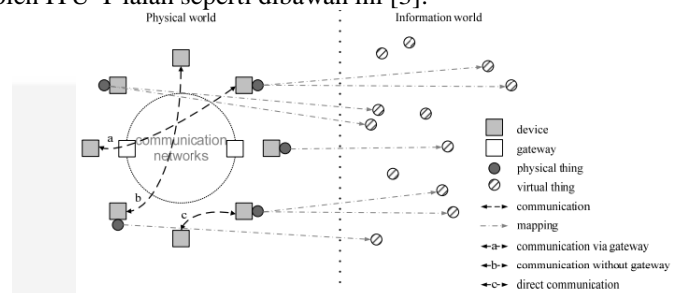 oleh ITU-T ialah seperti dibawah ini [3].
Physical world
Information world
a
communication
networks
b
c
device
gateway
physical thing
virtual thing
communication
mapping
a communication via gateway
b communication without gateway
c direct communication